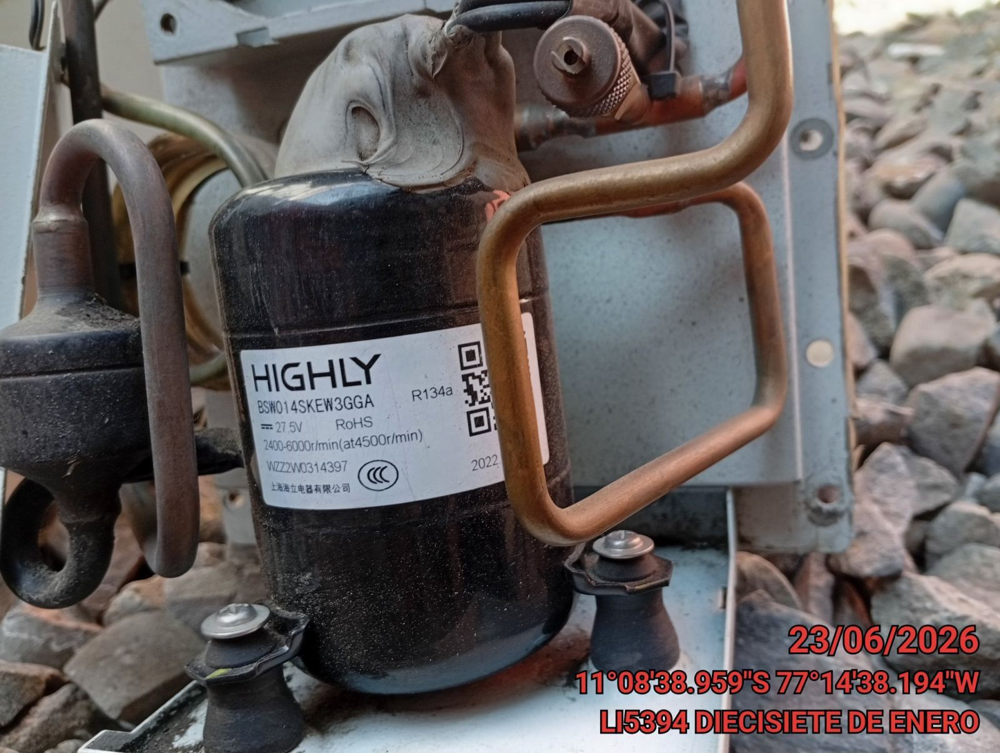 HIGHLY
BSW014SKEW3GGA
R134a
27.5V RoHS
2400-6000r/min(at4500r/min)
WZZ2W0314397
2022
上海海立电器有限公司
23/06/2026
11°08'38.959"S 77°14'38.194"W
LI5394 DIECISIETE DE ENERO